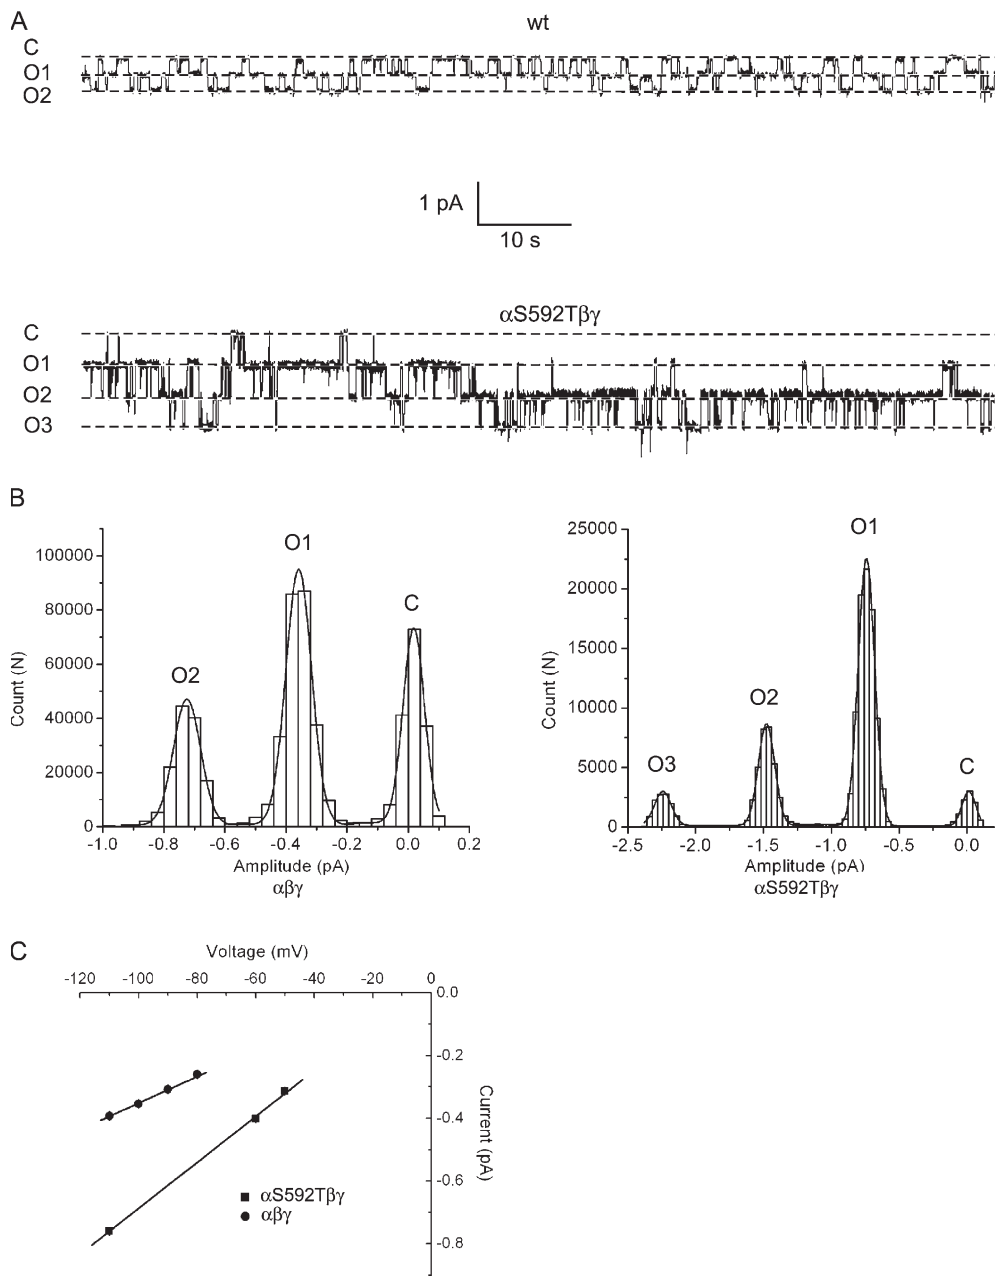 A
wt
C
O1
O2
1 pA
10 s
αS592Tβγ
C
O1
O2
O3
B
100000
80000
60000
40000
20000
0
Count (N)
O2
O1
C
-1.0 -0.8 -0.6 -0.4 -0.2 0.0 0.2
Amplitude (pA)
αβγ
25000
20000
15000
10000
5000
0
Count (N)
O3
O2
O1
C
-2.5 -2.0 -1.5 -1.0 -0.5 0.0
Amplitude (pA)
αS592Tβγ
C
Voltage (mV)
-120 -100 -80 -60 -40 -20 0
0.0
-0.2
-0.4
-0.6
-0.8
Current (pA)
αS592Tβγ
αβγ